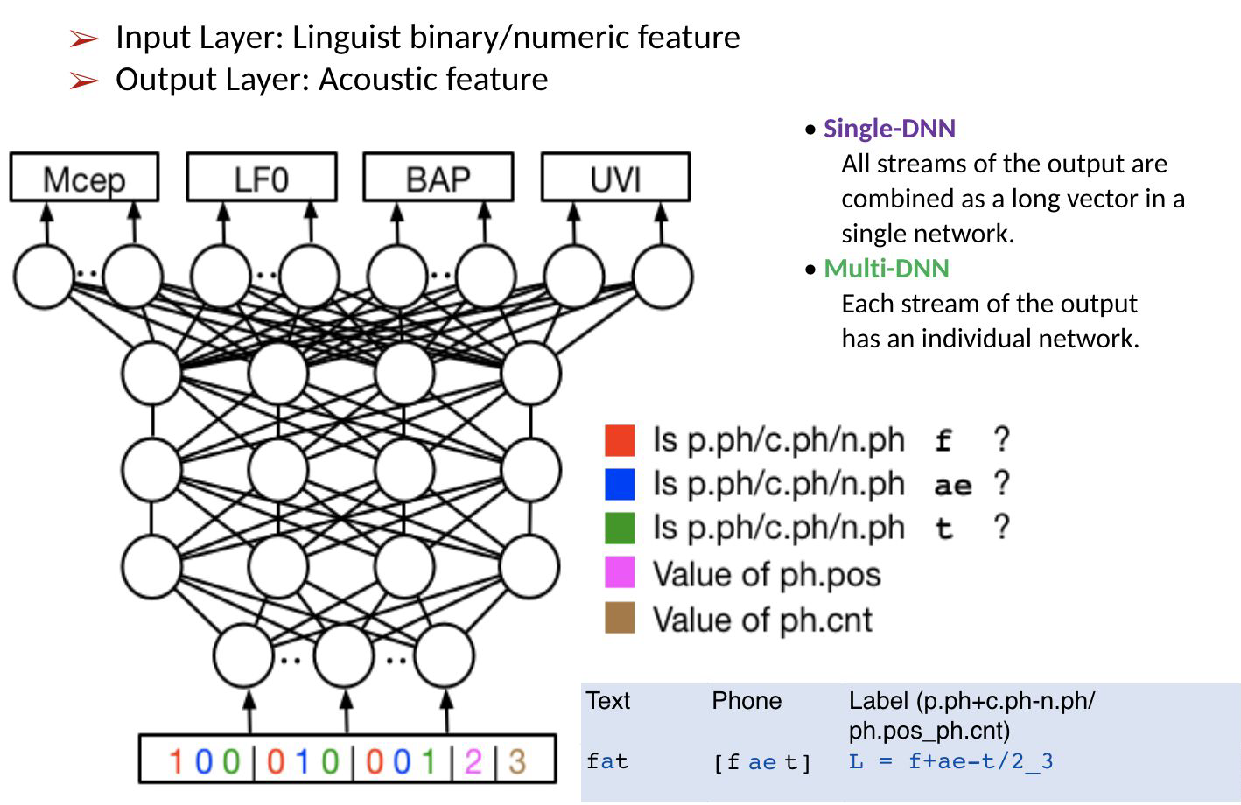 ➢ Input Layer: Linguist binary/numeric feature
➢ Output Layer: Acoustic feature
• Single-DNN
All streams of the output are
combined as a long vector in a
single network.
• Multi-DNN
Each stream of the output
has an individual network.
Mcep LF0 BAP UVI
Is p.ph/c.ph/n.ph f ?
Is p.ph/c.ph/n.ph ae ?
Is p.ph/c.ph/n.ph t ?
Value of ph.pos
Value of ph.cnt
1 0 0 | 0 1 0 | 0 0 1 | 2 | 3
Text Phone Label (p.ph+c.ph-n.ph/
ph.pos_ph.cnt)
fat [f ae t] L = f+ae-t/2_3